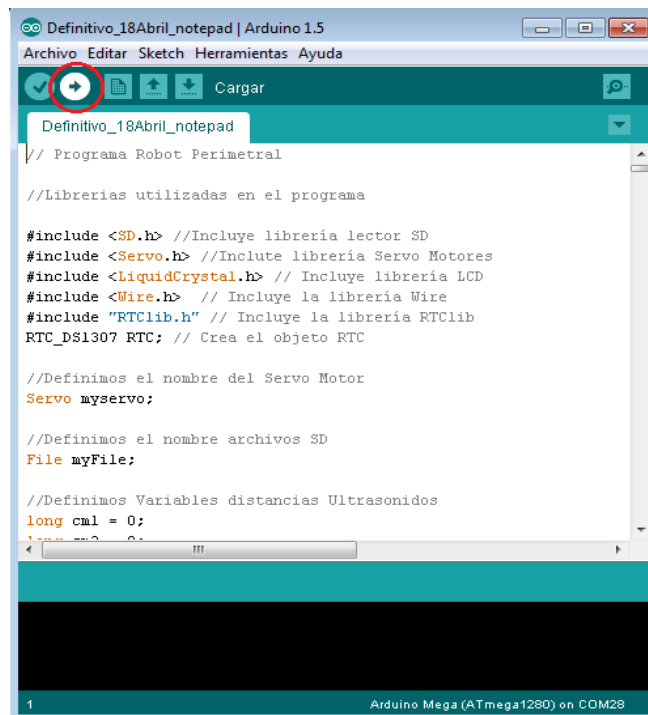 Definitivo_18Abril_notepad | Arduino 1.5
Archivo Editar Sketch Herramientas Ayuda
Cargar
Definitivo_18Abril_notepad
// Programa Robot Perimetral
//Librerias utilizadas en el programa
#include <SD.h> //Incluye librería lector SD
#include <Servo.h> //Inclute librería Servo Motores
#include <LiquidCrystal.h> // Incluye librería LCD
#include <Wire.h>  // Incluye la librería Wire
#include "RTClib.h" // Incluye la librería RTClib
RTC_DS1307 RTC; // Crea el objeto RTC
//Definimos el nombre del Servo Motor
Servo myservo;
//Definimos el nombre archivos SD
File myFile;
//Definimos Variables distancias Ultrasonidos
long cm1 = 0;
1
Arduino Mega (ATmega1280) on COM28